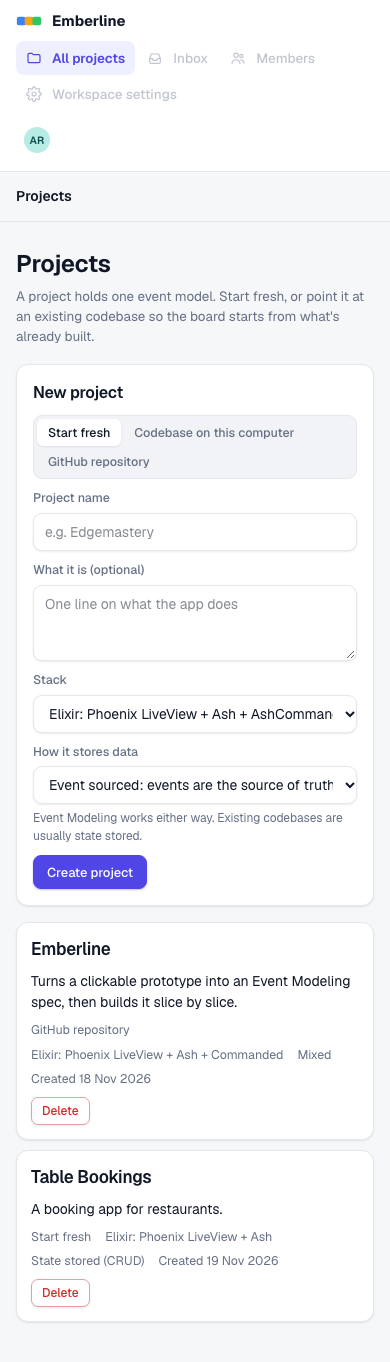 Emberline
All projects
Inbox
Members
Workspace settings
AR
Projects
Projects
A project holds one event model. Start fresh, or point it at
an existing codebase so the board starts from what's
already built.
New project
Start fresh
Codebase on this computer
GitHub repository
Project name
e.g. Edgemastery
What it is (optional)
One line on what the app does
Stack
Elixir: Phoenix LiveView + Ash + AshComman
How it stores data
Event sourced: events are the source of truth
Event Modeling works either way. Existing codebases are
usually state stored.
Create project
Emberline
Turns a clickable prototype into an Event Modeling
spec, then builds it slice by slice.
GitHub repository
Elixir: Phoenix LiveView + Ash + Commanded Mixed
Created 18 Nov 2026
Delete
Table Bookings
A booking app for restaurants.
Start fresh Elixir: Phoenix LiveView + Ash
State stored (CRUD) Created 19 Nov 2026
Delete